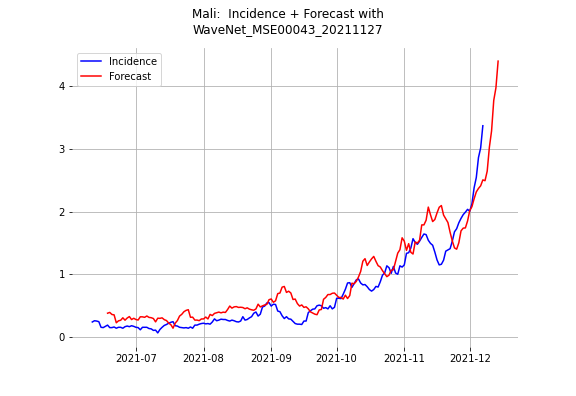 Mali:  Incidence + Forecast with
WaveNet_MSE00043_20211127
Incidence
Forecast
4
3
2
1
0
2021-07
2021-08
2021-09
2021-10
2021-11
2021-12